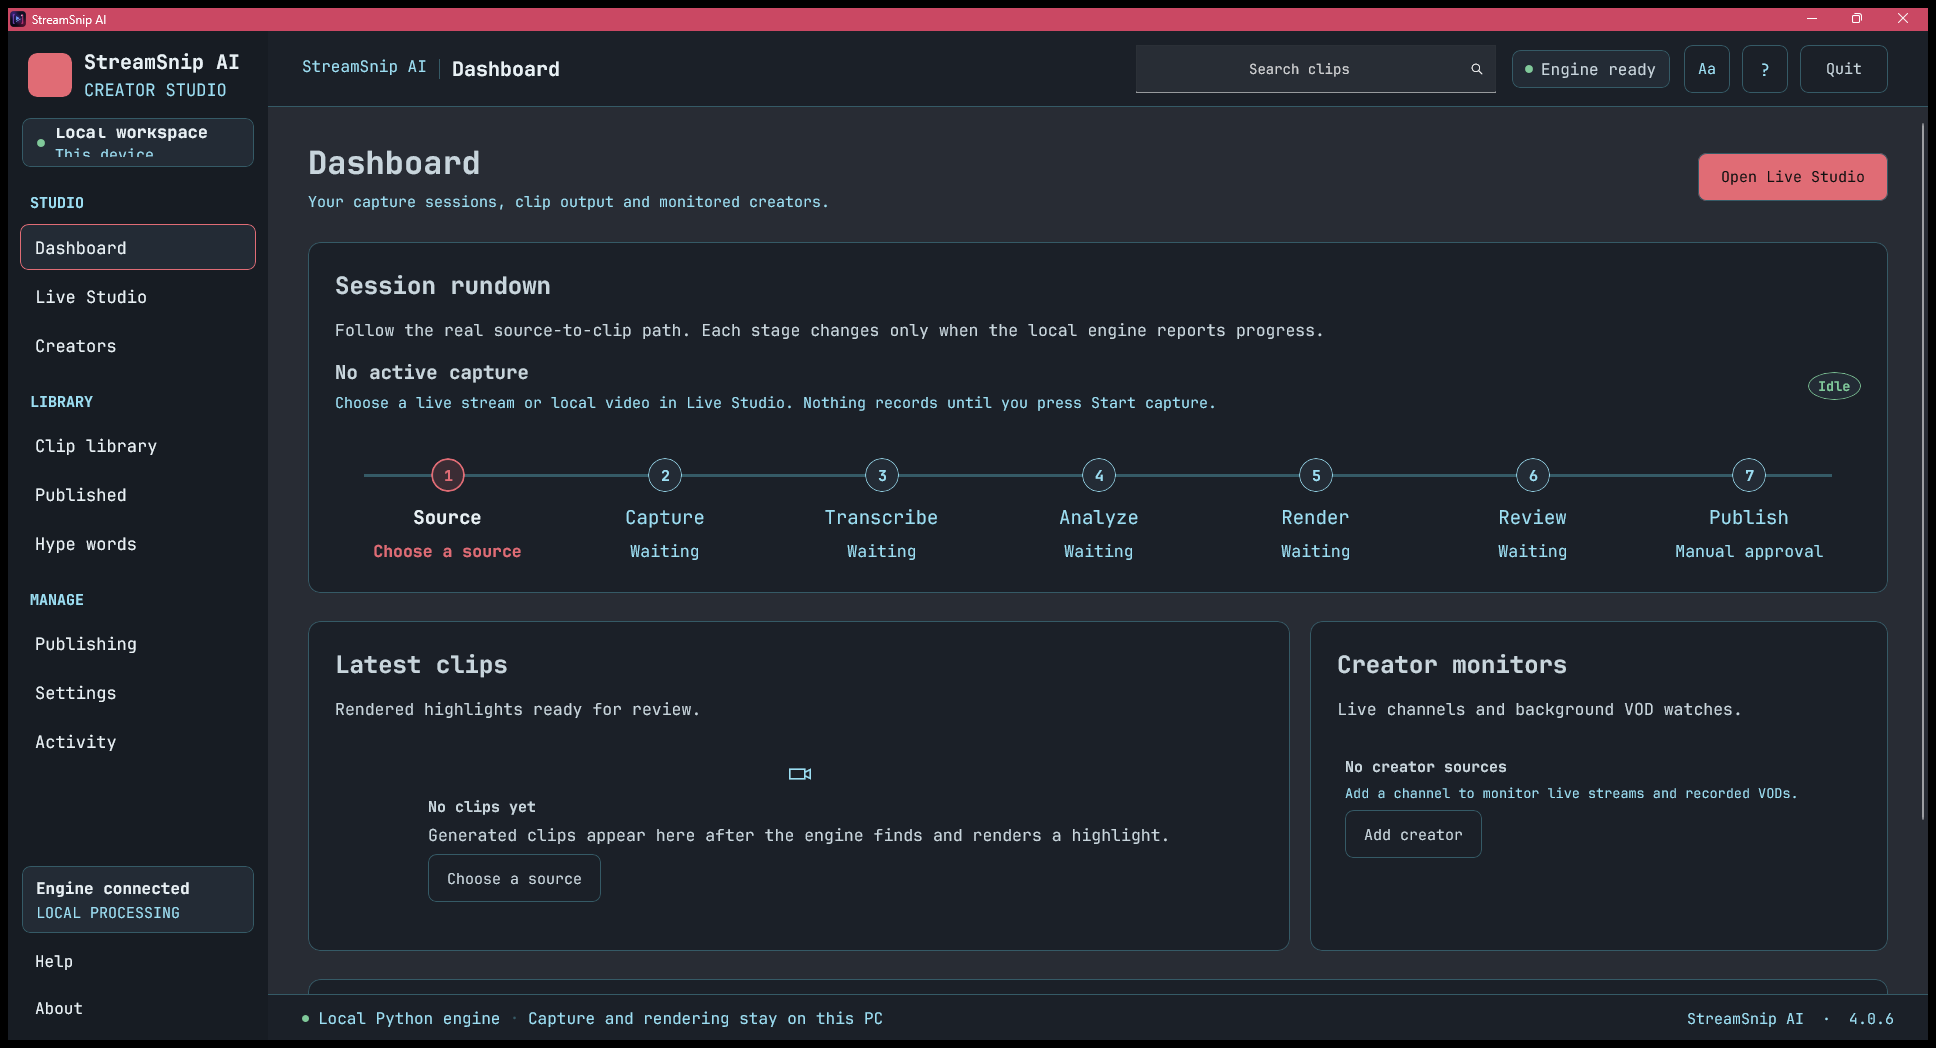 StreamSnip AI
StreamSnip AI
CREATOR STUDIO
Local workspace
This device
STUDIO
Dashboard
Live Studio
Creators
LIBRARY
Clip library
Published
Hype words
MANAGE
Publishing
Settings
Activity
Engine connected
LOCAL PROCESSING
Help
About
StreamSnip AI | Dashboard
Search clips
Engine ready
Aa
?
Quit
Dashboard
Your capture sessions, clip output and monitored creators.
Open Live Studio
Session rundown
Follow the real source-to-clip path. Each stage changes only when the local engine reports progress.
No active capture
Choose a live stream or local video in Live Studio. Nothing records until you press Start capture.
Idle
1 2 3 4 5 6 7
Source Capture Transcribe Analyze Render Review Publish
Choose a source Waiting Waiting Waiting Waiting Waiting Manual approval
Latest clips
Rendered highlights ready for review.
No clips yet
Generated clips appear here after the engine finds and renders a highlight.
Choose a source
Creator monitors
Live channels and background VOD watches.
No creator sources
Add a channel to monitor live streams and recorded VODs.
Add creator
Local Python engine · Capture and rendering stay on this PC
StreamSnip AI · 4.0.6